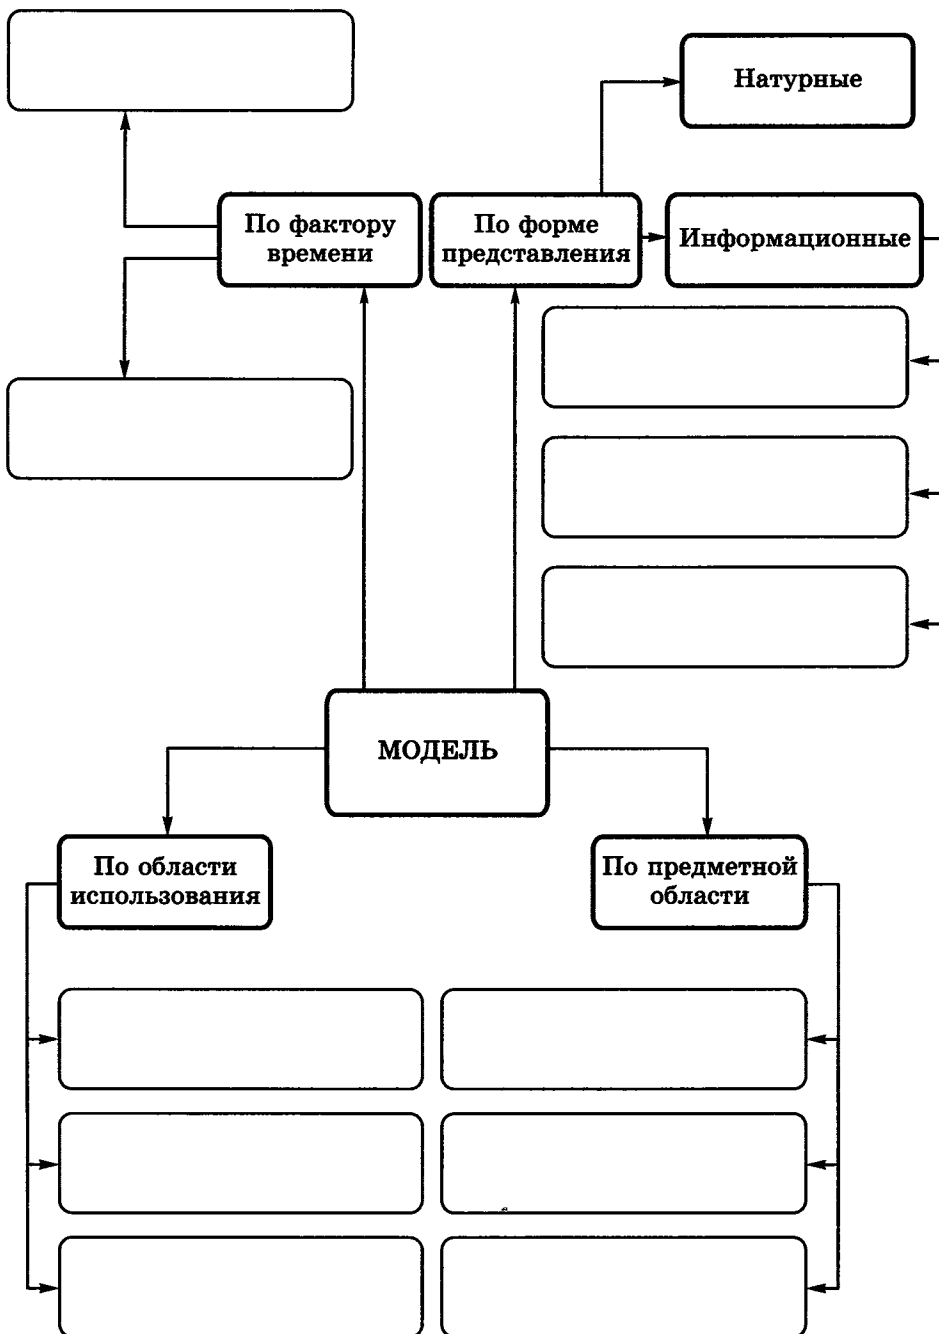 Натурные
По фактору
времени
По форме
представления
Информационные
МОДЕЛЬ
По области
использования
По предметной
области